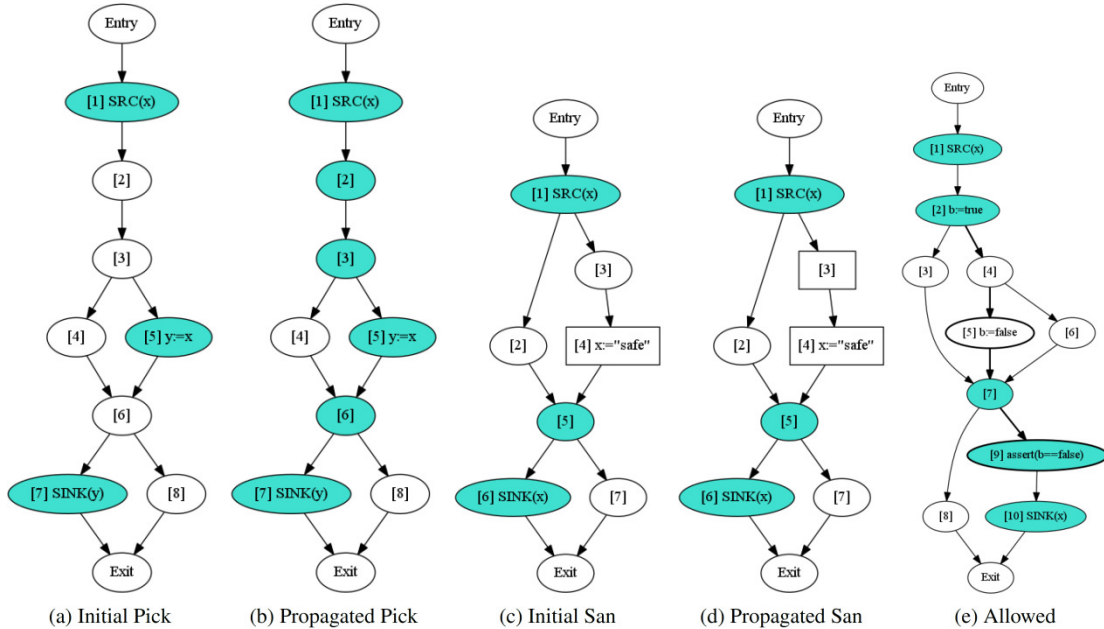 Entry
[1] SRC(x)
[2]
[3]
[4]
[5] y:=x
[6]
[7] SINK(y)
[8]
Exit
(a) Initial Pick
Entry
[1] SRC(x)
[2]
[3]
[4]
[5] y:=x
[6]
[7] SINK(y)
[8]
Exit
(b) Propagated Pick
Entry
[1] SRC(x)
[3]
[2]
[4] x:="safe"
[5]
[6] SINK(x)
[7]
Exit
(c) Initial San
Entry
[1] SRC(x)
[3]
[2]
[4] x:="safe"
[5]
[6] SINK(x)
[7]
Exit
(d) Propagated San
Entry
[1] SRC(x)
[2] b:=true
[3]
[4]
[5] b:=false
[6]
[7]
[9] assert(b==false)
[8]
[10] SINK(x)
Exit
(e) Allowed